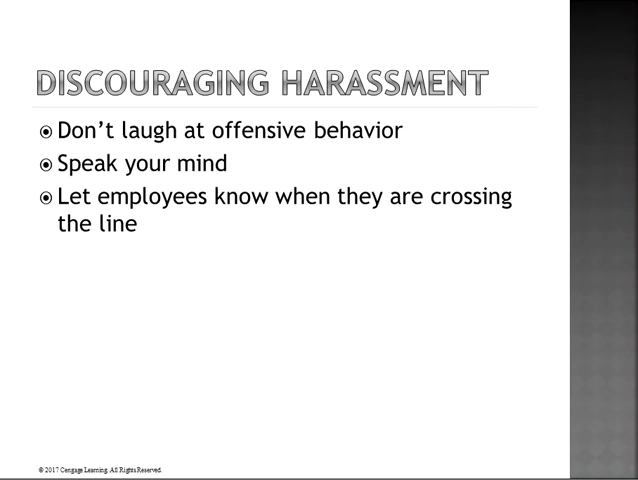 DISCOURAGING HARASSMENT
Don't laugh at offensive behavior
Speak your mind
Let employees know when they are crossing
the line
© 2017 Cengage Learning. All Rights Reserved.